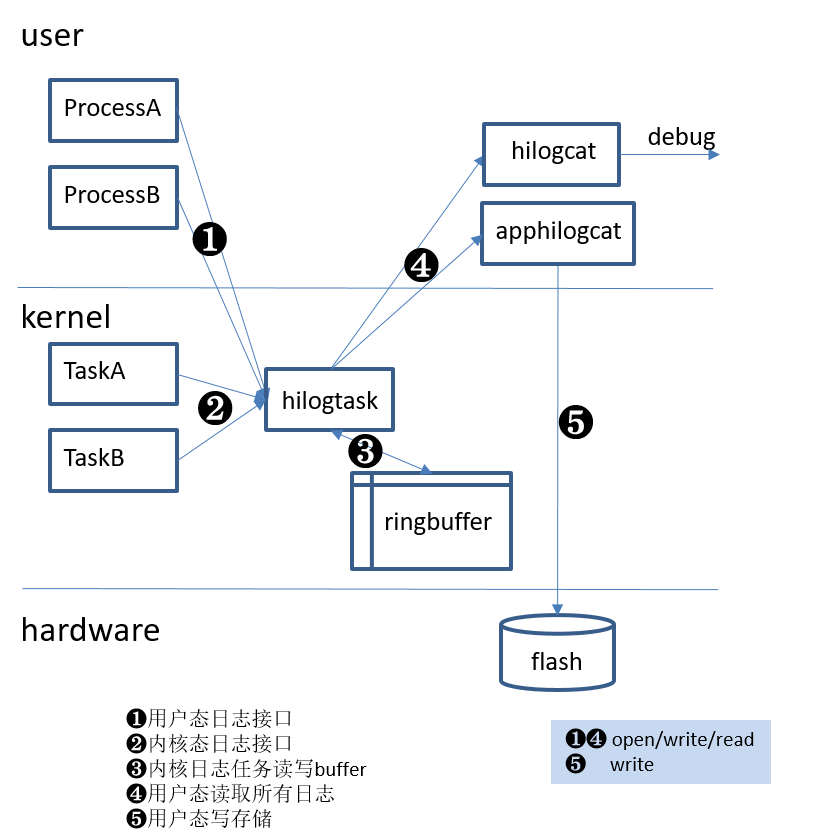 user
ProcessA
ProcessB
hilogcat
debug
apphilogcat
❶
❹
kernel
TaskA
TaskB
❷
hilogtask
❸
❺
ringbuffer
hardware
flash
❶用户态日志接口
❷内核态日志接口
❸内核日志任务读写buffer
❹用户态读取所有日志
❺用户态写存储
❶❹ open/write/read
❺ write